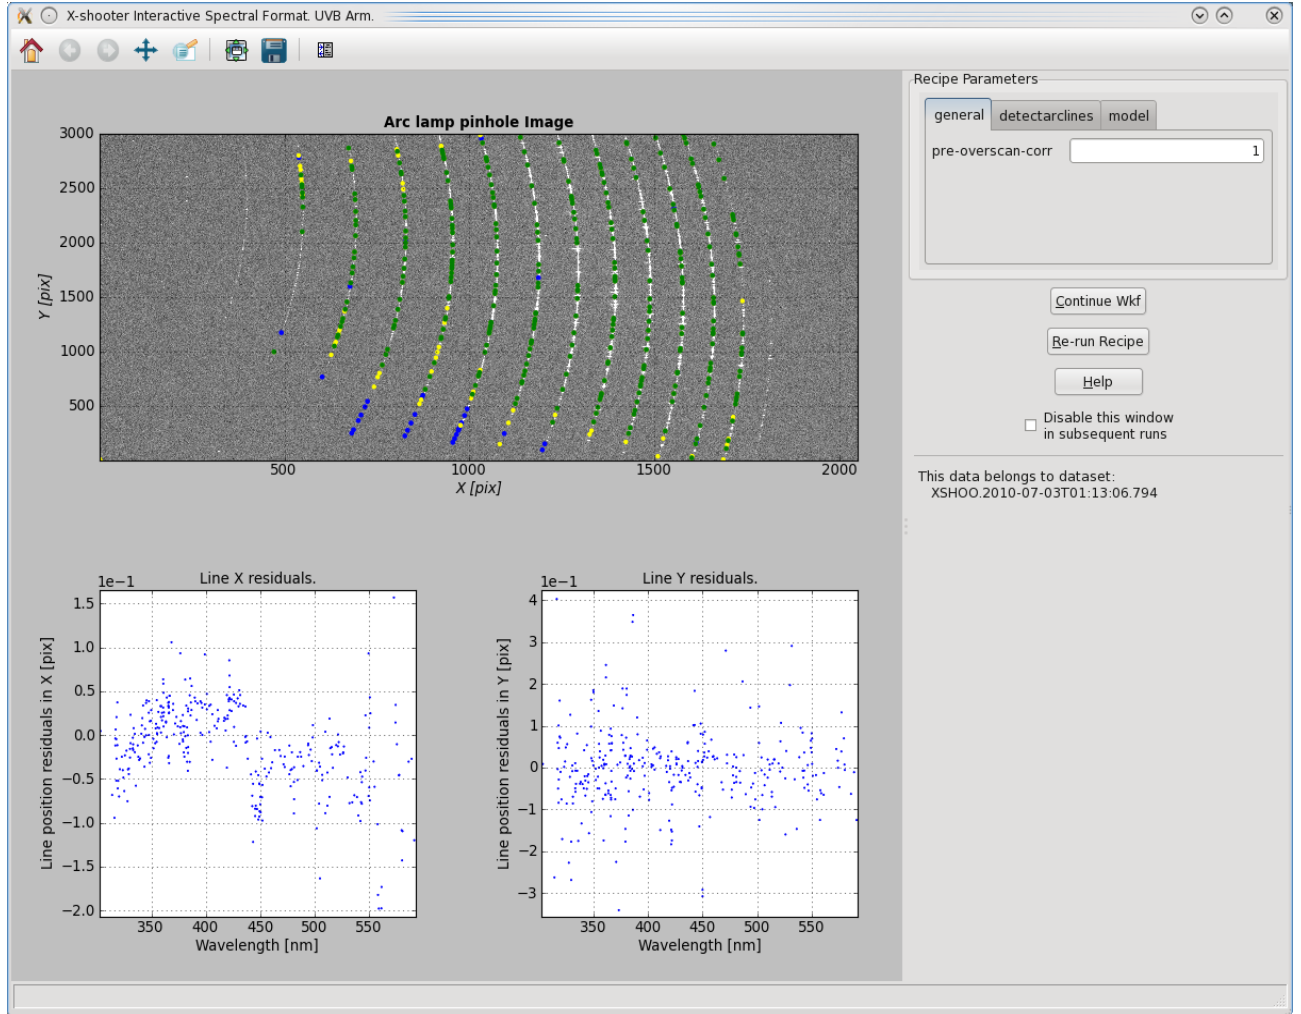 X-shooter Interactive Spectral Format. UVB Arm.
Arc lamp pinhole Image
3000
2500
2000
1500
1000
500
Y [pix]
500
1000
1500
2000
X [pix]
1e−1
Line X residuals.
1.5
1.0
0.5
0.0
−0.5
−1.0
−1.5
−2.0
Line position residuals in X [pix]
350
400
450
500
550
Wavelength [nm]
1e−1
Line Y residuals.
4
3
2
1
0
−1
−2
−3
Line position residuals in Y [pix]
350
400
450
500
550
Wavelength [nm]
Recipe Parameters
general
detectarclines
model
pre-overscan-corr
1
Continue Wkf
Re-run Recipe
Help
Disable this window
in subsequent runs
This data belongs to dataset:
XSHOO.2010-07-03T01:13:06.794